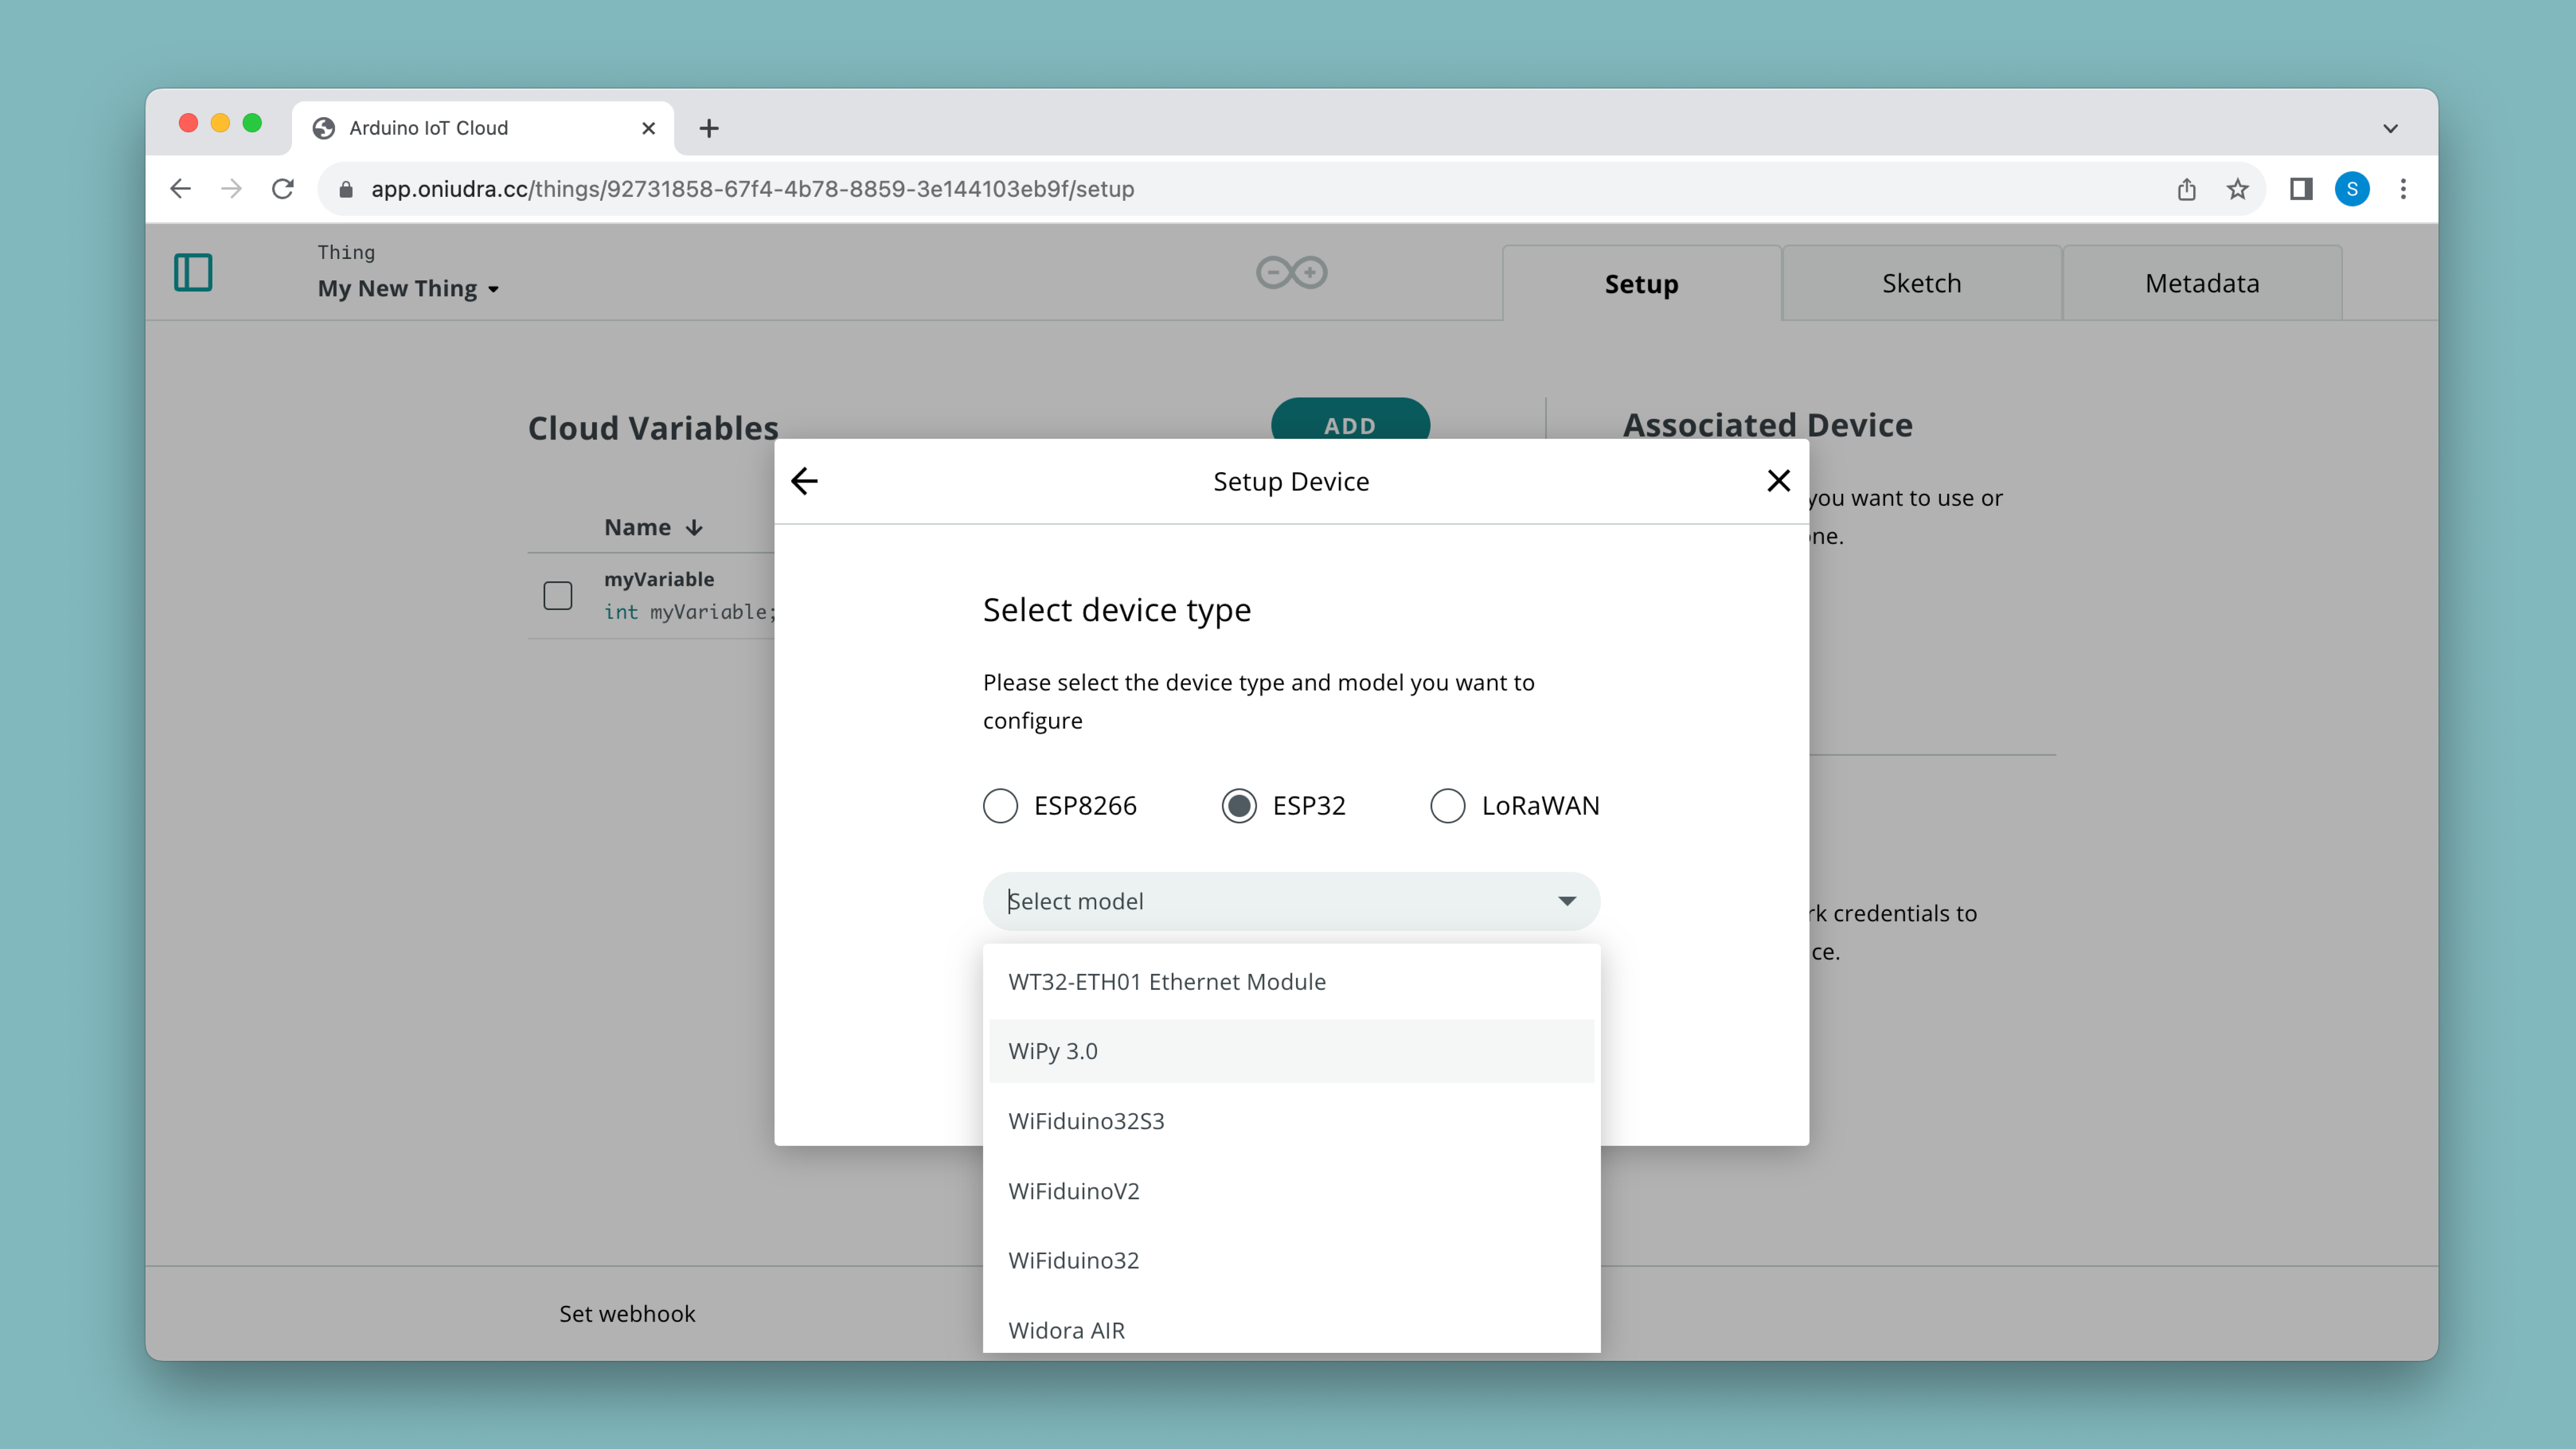 Arduino IoT Cloud
app.oniudra.cc/things/92731858-67f4-4b78-8859-3e144103eb9f/setup
S
Thing
My New Thing
Setup
Sketch
Metadata
Cloud Variables
ADD
Associated Device
Name
myVariable
int myVariable;
you want to use or
ne.
Setup Device
Select device type
Please select the device type and model you want to
configure
ESP8266
ESP32
LoRaWAN
Select model
WT32-ETH01 Ethernet Module
WiPy 3.0
WiFiduino32S3
WiFiduinoV2
WiFiduino32
Widora AIR
rk credentials to
ce.
Set webhook